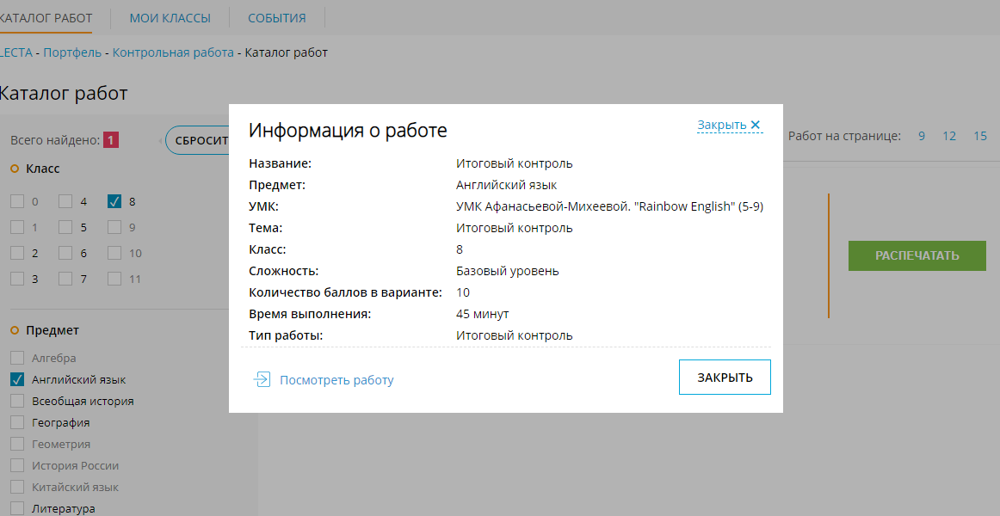 КАТАЛОГ РАБОТ МОИ КЛАССЫ СОБЫТИЯ
LECTA - Портфель - Контрольная работа - Каталог работ
Каталог работ
Всего найдено: 1 СБРОСИТ Работ на странице: 9 12 15
Класс
0 4 8
1 5 9
2 6 10
3 7 11
Предмет
Алгебра
Английский язык
Всеобщая история
География
Геометрия
История России
Китайский язык
Литература
Информация о работе Закрыть ✕
Название: Итоговый контроль
Предмет: Английский язык
УМК: УМК Афанасьевой-Михеевой. "Rainbow English" (5-9)
Тема: Итоговый контроль
Класс: 8
Сложность: Базовый уровень
Количество баллов в варианте: 10
Время выполнения: 45 минут
Тип работы: Итоговый контроль
Посмотреть работу ЗАКРЫТЬ
РАСПЕЧАТАТЬ